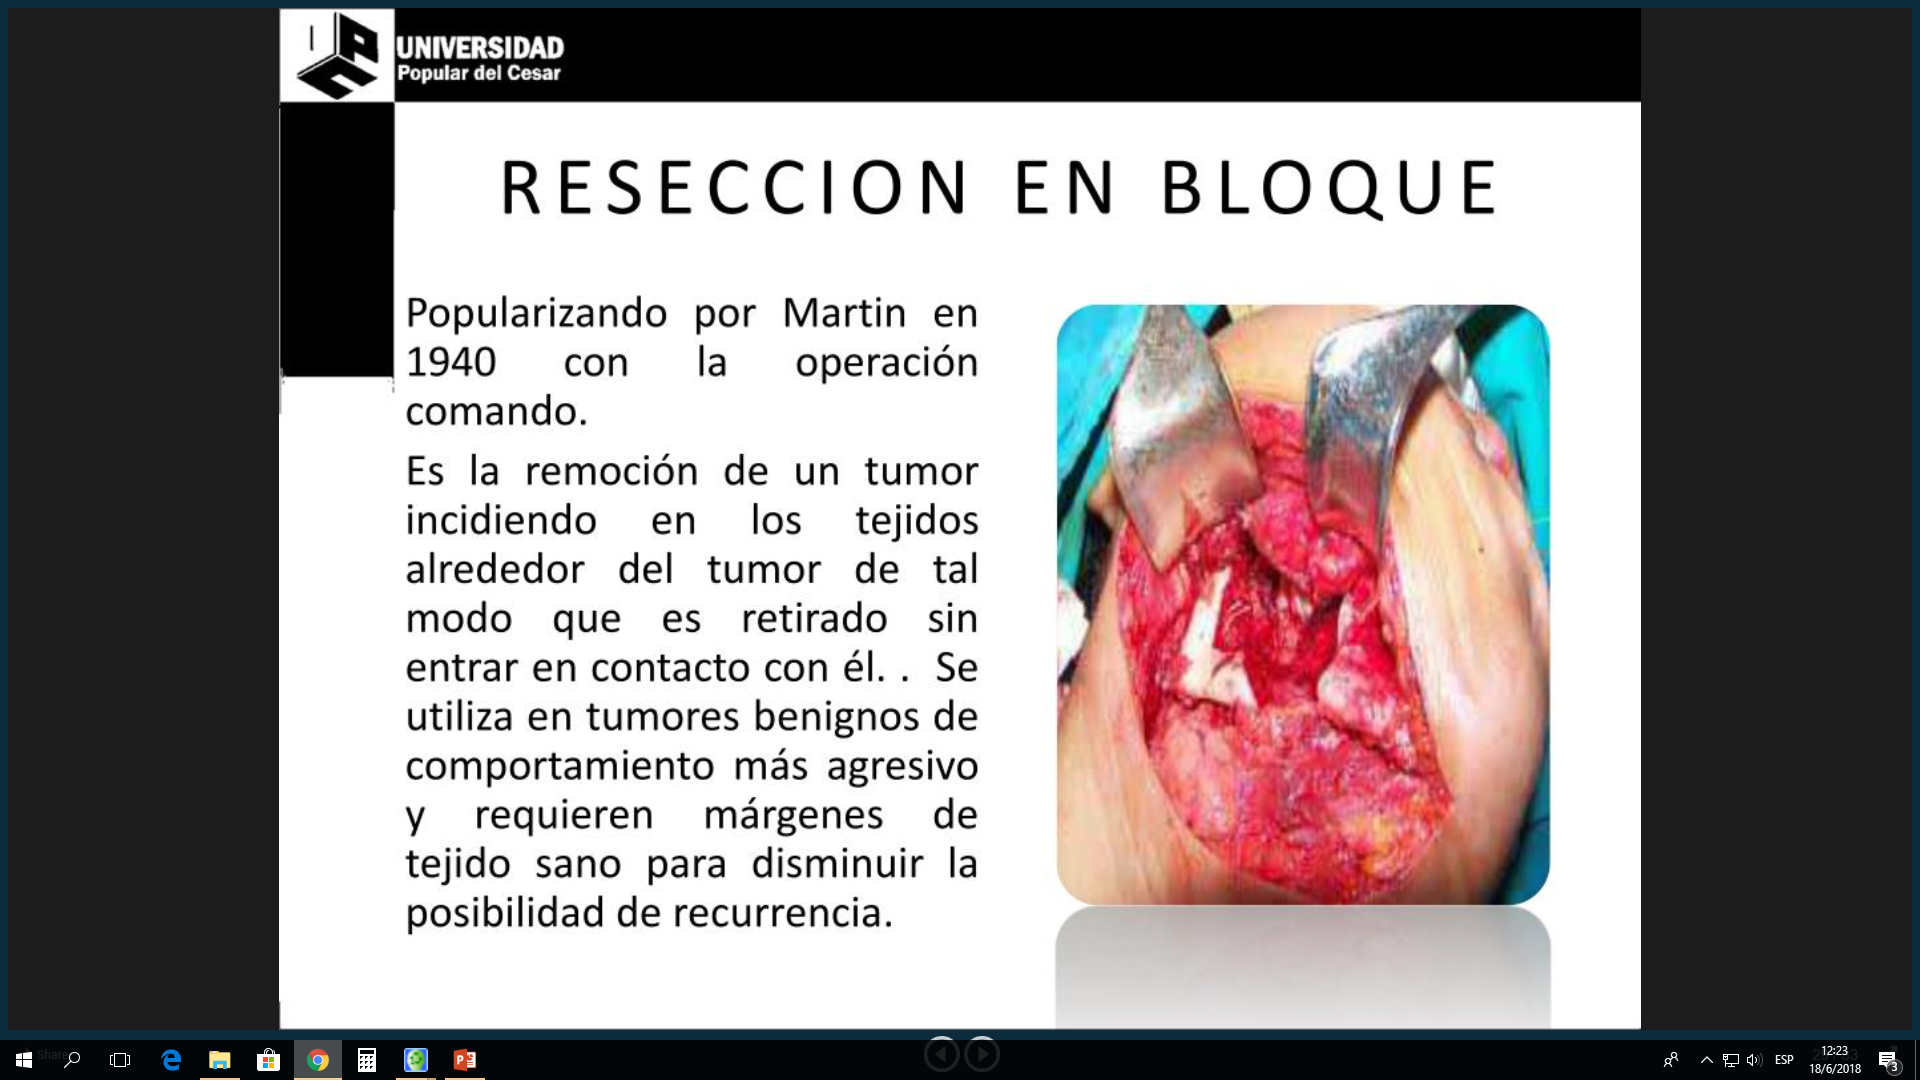 UNIVERSIDAD
Popular del Cesar
RESECCION EN BLOQUE
Popularizando por Martin en
1940 con la operación
comando.
Es la remoción de un tumor
incidiendo en los tejidos
alrededor del tumor de tal
modo que es retirado sin
entrar en contacto con él. . Se
utiliza en tumores benignos de
comportamiento más agresivo
y requieren márgenes de
tejido sano para disminuir la
posibilidad de recurrencia.
Share
ESP
12:23
18/6/2018
3